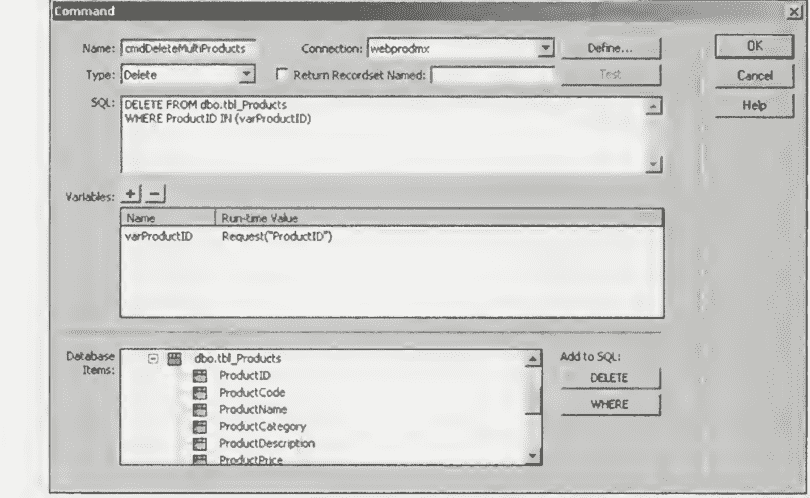 Command
Name: cmdDeleteMultiProducts Connection: webprodmx Define... OK
Type: Delete Return Recordset Named: Test Cancel
SQL: DELETE FROM dbo.tbl_Products Help
WHERE ProductID IN (varProductID)
Variables: + −
Name Run-time Value
varProductID Request("ProductID")
Database Items: dbo.tbl_Products Add to SQL:
ProductID DELETE
ProductCode
ProductName WHERE
ProductCategory
ProductDescription
ProductPrice